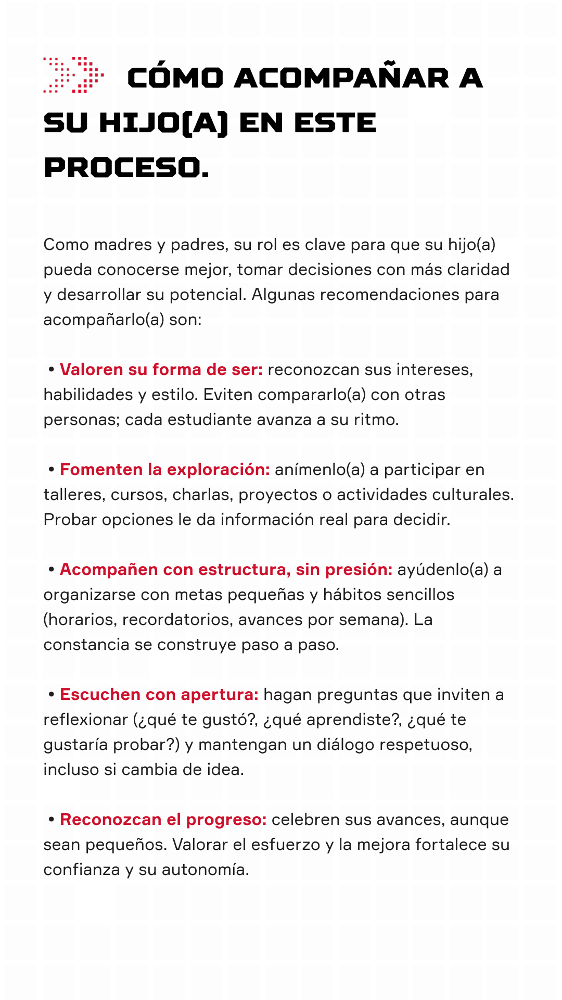 CÓMO ACOMPAÑAR A
SU HIJO(A) EN ESTE
PROCESO.
Como madres y padres, su rol es clave para que su hijo(a)
pueda conocerse mejor, tomar decisiones con más claridad
y desarrollar su potencial. Algunas recomendaciones para
acompañarlo(a) son:
• Valoren su forma de ser: reconozcan sus intereses,
habilidades y estilo. Eviten compararlo(a) con otras
personas; cada estudiante avanza a su ritmo.
• Fomenten la exploración: anímenlo(a) a participar en
talleres, cursos, charlas, proyectos o actividades culturales.
Probar opciones le da información real para decidir.
• Acompañen con estructura, sin presión: ayúdenlo(a) a
organizarse con metas pequeñas y hábitos sencillos
(horarios, recordatorios, avances por semana). La
constancia se construye paso a paso.
• Escuchen con apertura: hagan preguntas que inviten a
reflexionar (¿qué te gustó?, ¿qué aprendiste?, ¿qué te
gustaría probar?) y mantengan un diálogo respetuoso,
incluso si cambia de idea.
• Reconozcan el progreso: celebren sus avances, aunque
sean pequeños. Valorar el esfuerzo y la mejora fortalece su
confianza y su autonomía.